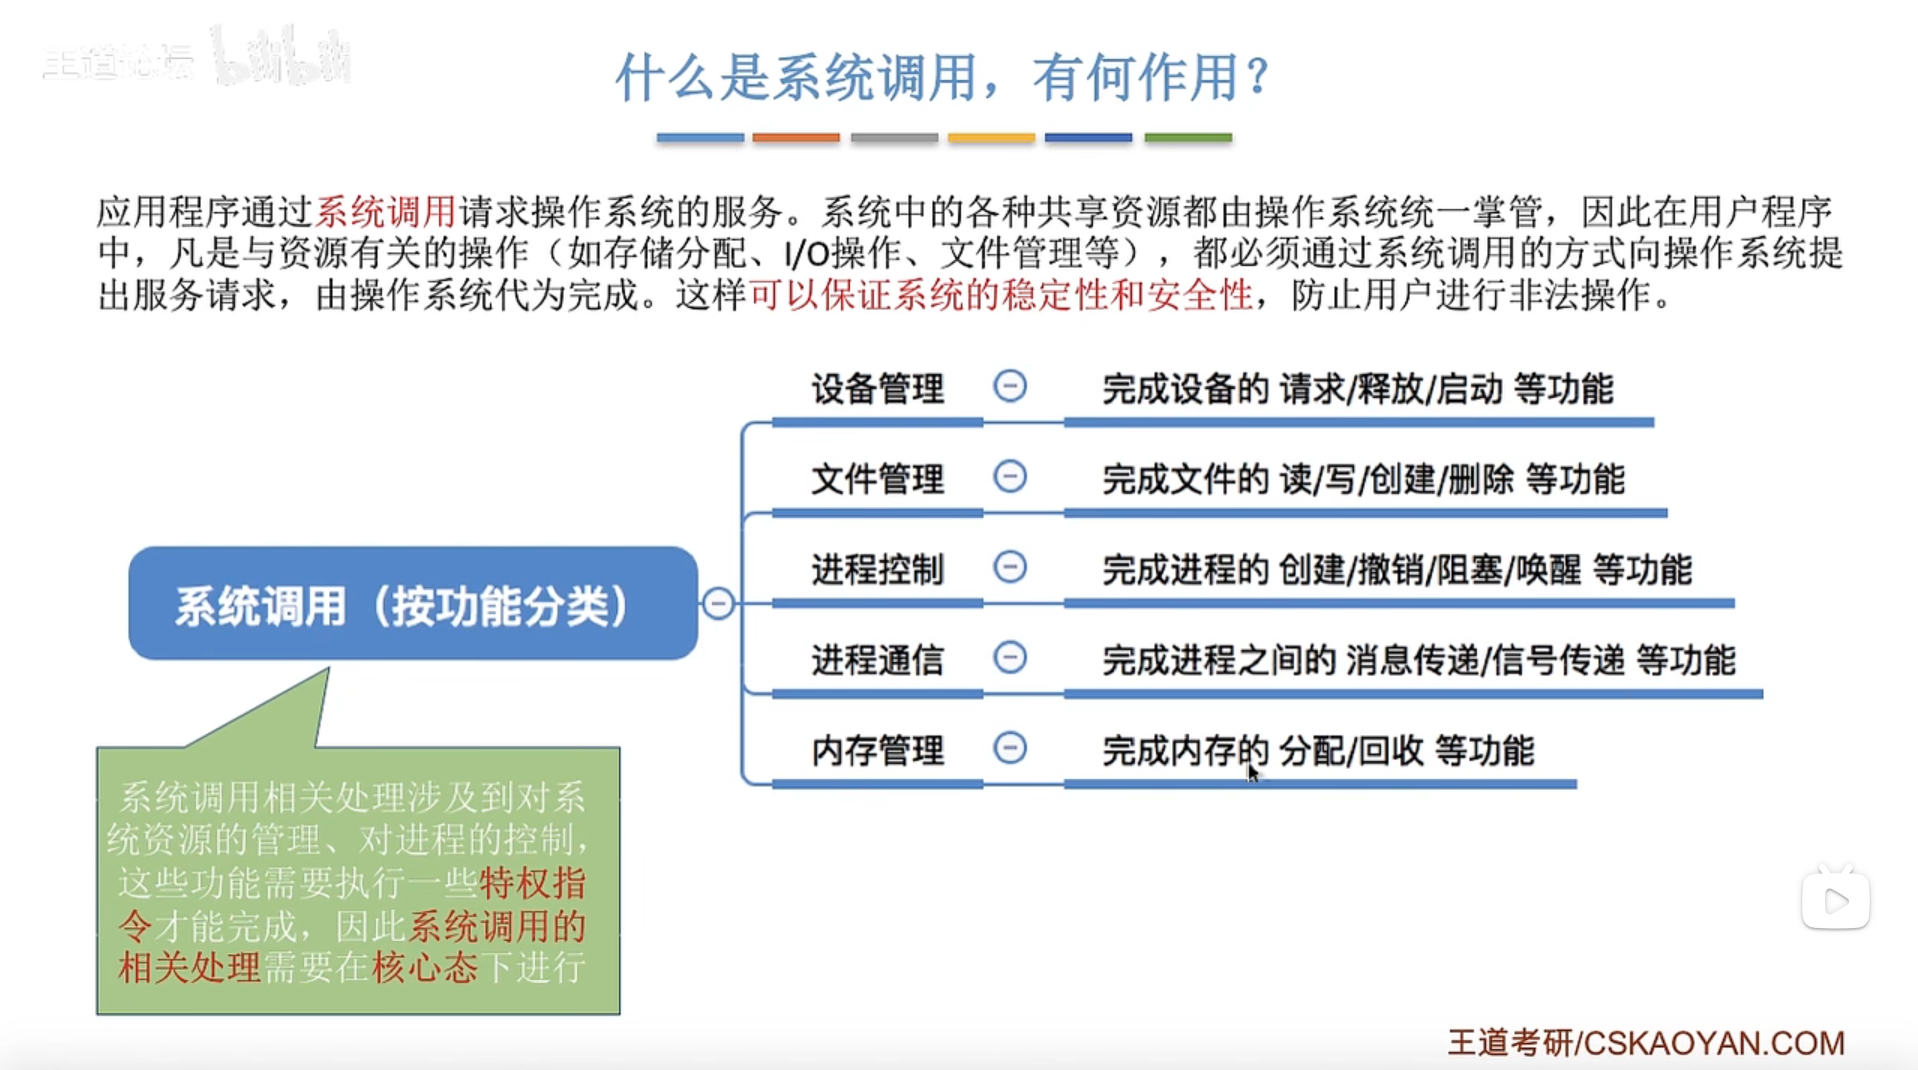 王道论坛 bilibili
什么是系统调用，有何作用？
应用程序通过系统调用请求操作系统的服务。系统中的各种共享资源都由操作系统统一掌管，因此在用户程序
中，凡是与资源有关的操作（如存储分配、I/O操作、文件管理等），都必须通过系统调用的方式向操作系统提
出服务请求，由操作系统代为完成。这样可以保证系统的稳定性和安全性，防止用户进行非法操作。
设备管理 完成设备的 请求/释放/启动 等功能
文件管理 完成文件的 读/写/创建/删除 等功能
系统调用（按功能分类）
进程控制 完成进程的 创建/撤销/阻塞/唤醒 等功能
进程通信 完成进程之间的 消息传递/信号传递 等功能
内存管理 完成内存的 分配/回收 等功能
系统调用相关处理涉及到对系
统资源的管理、对进程的控制，
这些功能需要执行一些特权指
令才能完成，因此系统调用的
相关处理需要在核心态下进行
王道考研/CSKAOYAN.COM